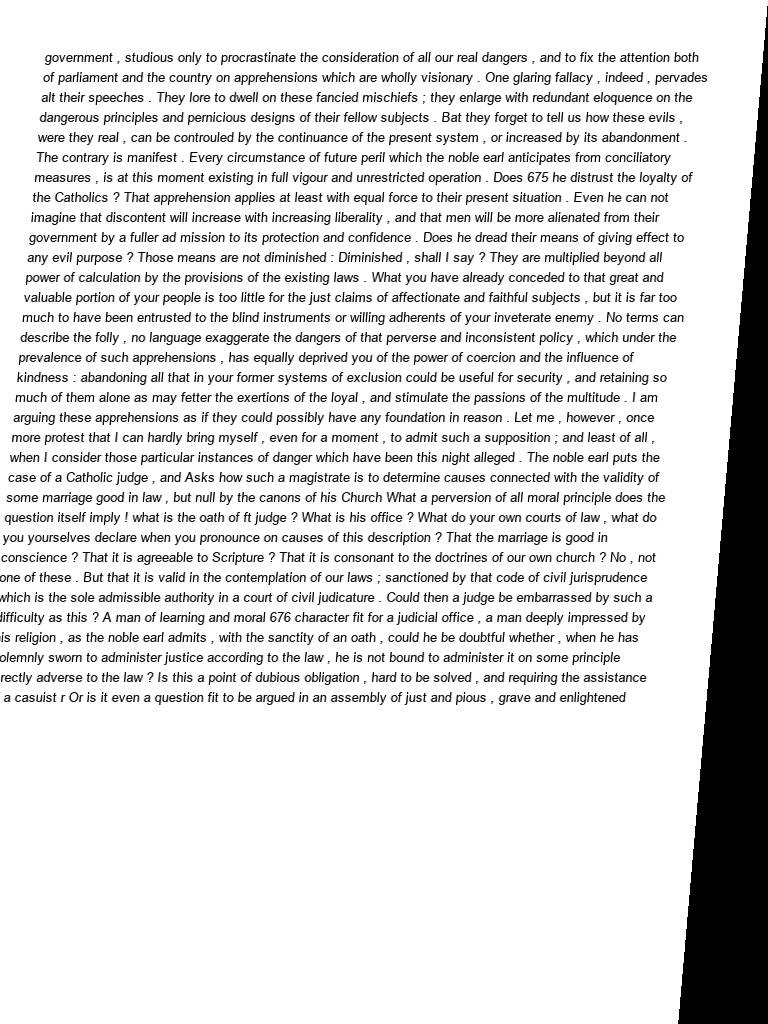 government , studious only to procrastinate the consideration of all our real dangers , and to fix the attention both
of parliament and the country on apprehensions which are wholly visionary . One glaring fallacy , indeed , pervades
alt their speeches . They lore to dwell on these fancied mischiefs ; they enlarge with redundant eloquence on the
dangerous principles and pernicious designs of their fellow subjects . Bat they forget to tell us how these evils ,
were they real , can be controuled by the continuance of the present system , or increased by its abandonment .
The contrary is manifest . Every circumstance of future peril which the noble earl anticipates from conciliatory
measures , is at this moment existing in full vigour and unrestricted operation . Does 675 he distrust the loyalty of
the Catholics ? That apprehension applies at least with equal force to their present situation . Even he can not
imagine that discontent will increase with increasing liberality , and that men will be more alienated from their
government by a fuller ad mission to its protection and confidence . Does he dread their means of giving effect to
any evil purpose ? Those means are not diminished : Diminished , shall I say ? They are multiplied beyond all
power of calculation by the provisions of the existing laws . What you have already conceded to that great and
valuable portion of your people is too little for the just claims of affectionate and faithful subjects , but it is far too
much to have been entrusted to the blind instruments or willing adherents of your inveterate enemy . No terms can
describe the folly , no language exaggerate the dangers of that perverse and inconsistent policy , which under the
prevalence of such apprehensions , has equally deprived you of the power of coercion and the influence of
kindness : abandoning all that in your former systems of exclusion could be useful for security , and retaining so
much of them alone as may fetter the exertions of the loyal , and stimulate the passions of the multitude . I am
arguing these apprehensions as if they could possibly have any foundation in reason . Let me , however , once
more protest that I can hardly bring myself , even for a moment , to admit such a supposition ; and least of all ,
when I consider those particular instances of danger which have been this night alleged . The noble earl puts the
case of a Catholic judge , and Asks how such a magistrate is to determine causes connected with the validity of
some marriage good in law , but null by the canons of his Church What a perversion of all moral principle does the
question itself imply ! what is the oath of ft judge ? What is his office ? What do your own courts of law , what do
you yourselves declare when you pronounce on causes of this description ? That the marriage is good in
conscience ? That it is agreeable to Scripture ? That it is consonant to the doctrines of our own church ? No , not
one of these . But that it is valid in the contemplation of our laws ; sanctioned by that code of civil jurisprudence
which is the sole admissible authority in a court of civil judicature . Could then a judge be embarrassed by such a
difficulty as this ? A man of learning and moral 676 character fit for a judicial office , a man deeply impressed by
is religion , as the noble earl admits , with the sanctity of an oath , could he be doubtful whether , when he has
olemnly sworn to administer justice according to the law , he is not bound to administer it on some principle
rectly adverse to the law ? Is this a point of dubious obligation , hard to be solved , and requiring the assistance
a casuist r Or is it even a question fit to be argued in an assembly of just and pious , grave and enlightened